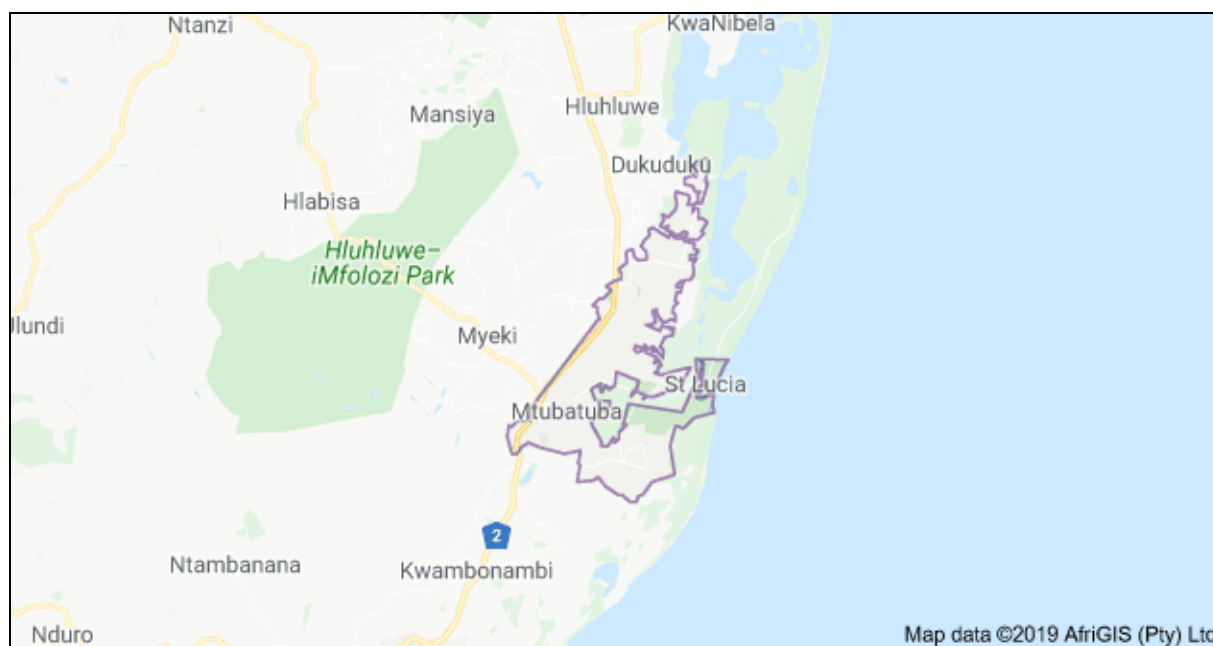 Ntanzi
KwaNibela
Mansiya
Hluhluwe
Dukuduku
Hlabisa
Hluhluwe–
iMfolozi Park
Myeki
St Lucia
Mtubatuba
2
Ntambanana
Kwambonambi
Nduro
Map data ©2019 AfriGIS (Pty) Ltd